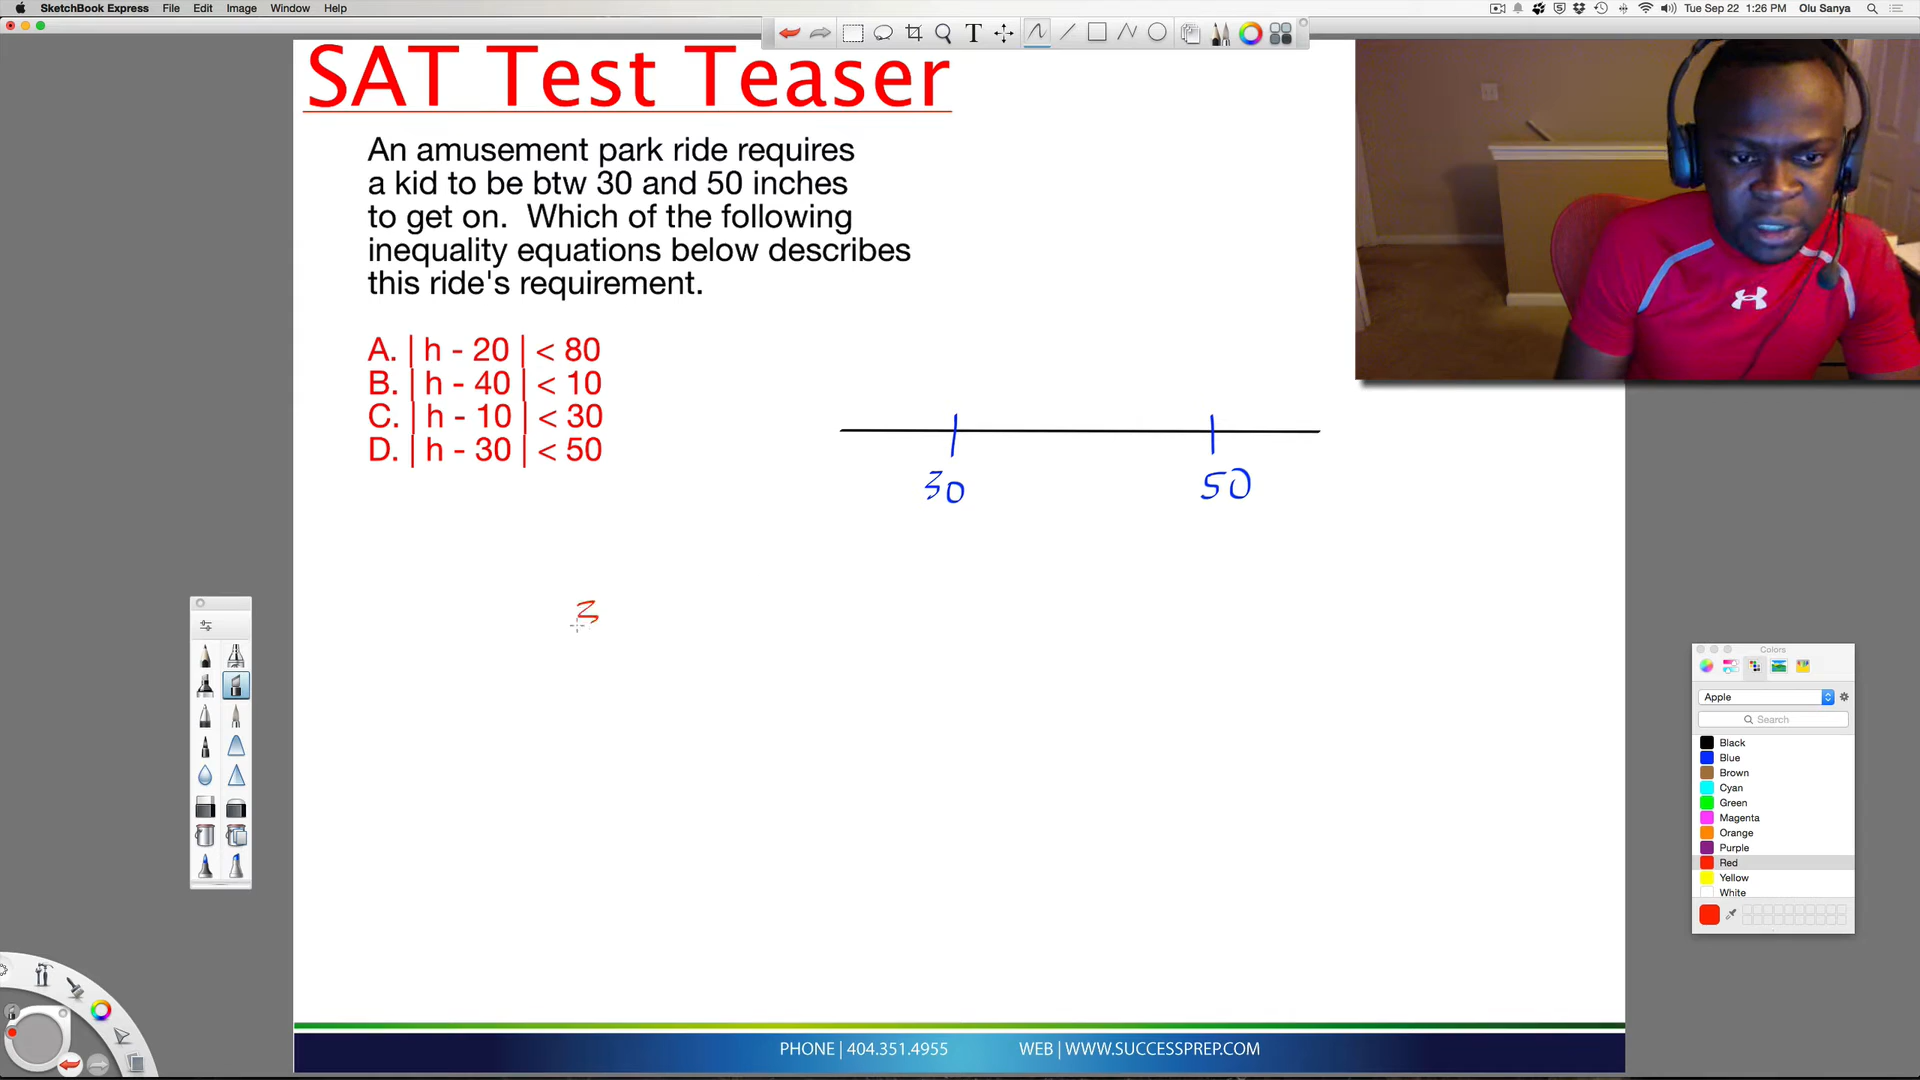 SketchBook Express File Edit Image Window Help
Tue Sep 22 1:26 PM Olu Sanya
SAT Test Teaser
An amusement park ride requires
a kid to be btw 30 and 50 inches
to get on. Which of the following
inequality equations below describes
this ride's requirement.
A. | h - 20 | < 80
B. | h - 40 | < 10
C. | h - 10 | < 30
D. | h - 30 | < 50
30 50
3
Colors
Apple
Search
Black
Blue
Brown
Cyan
Green
Magenta
Orange
Purple
Red
Yellow
White
PHONE | 404.351.4955 WEB | WWW.SUCCESSPREP.COM